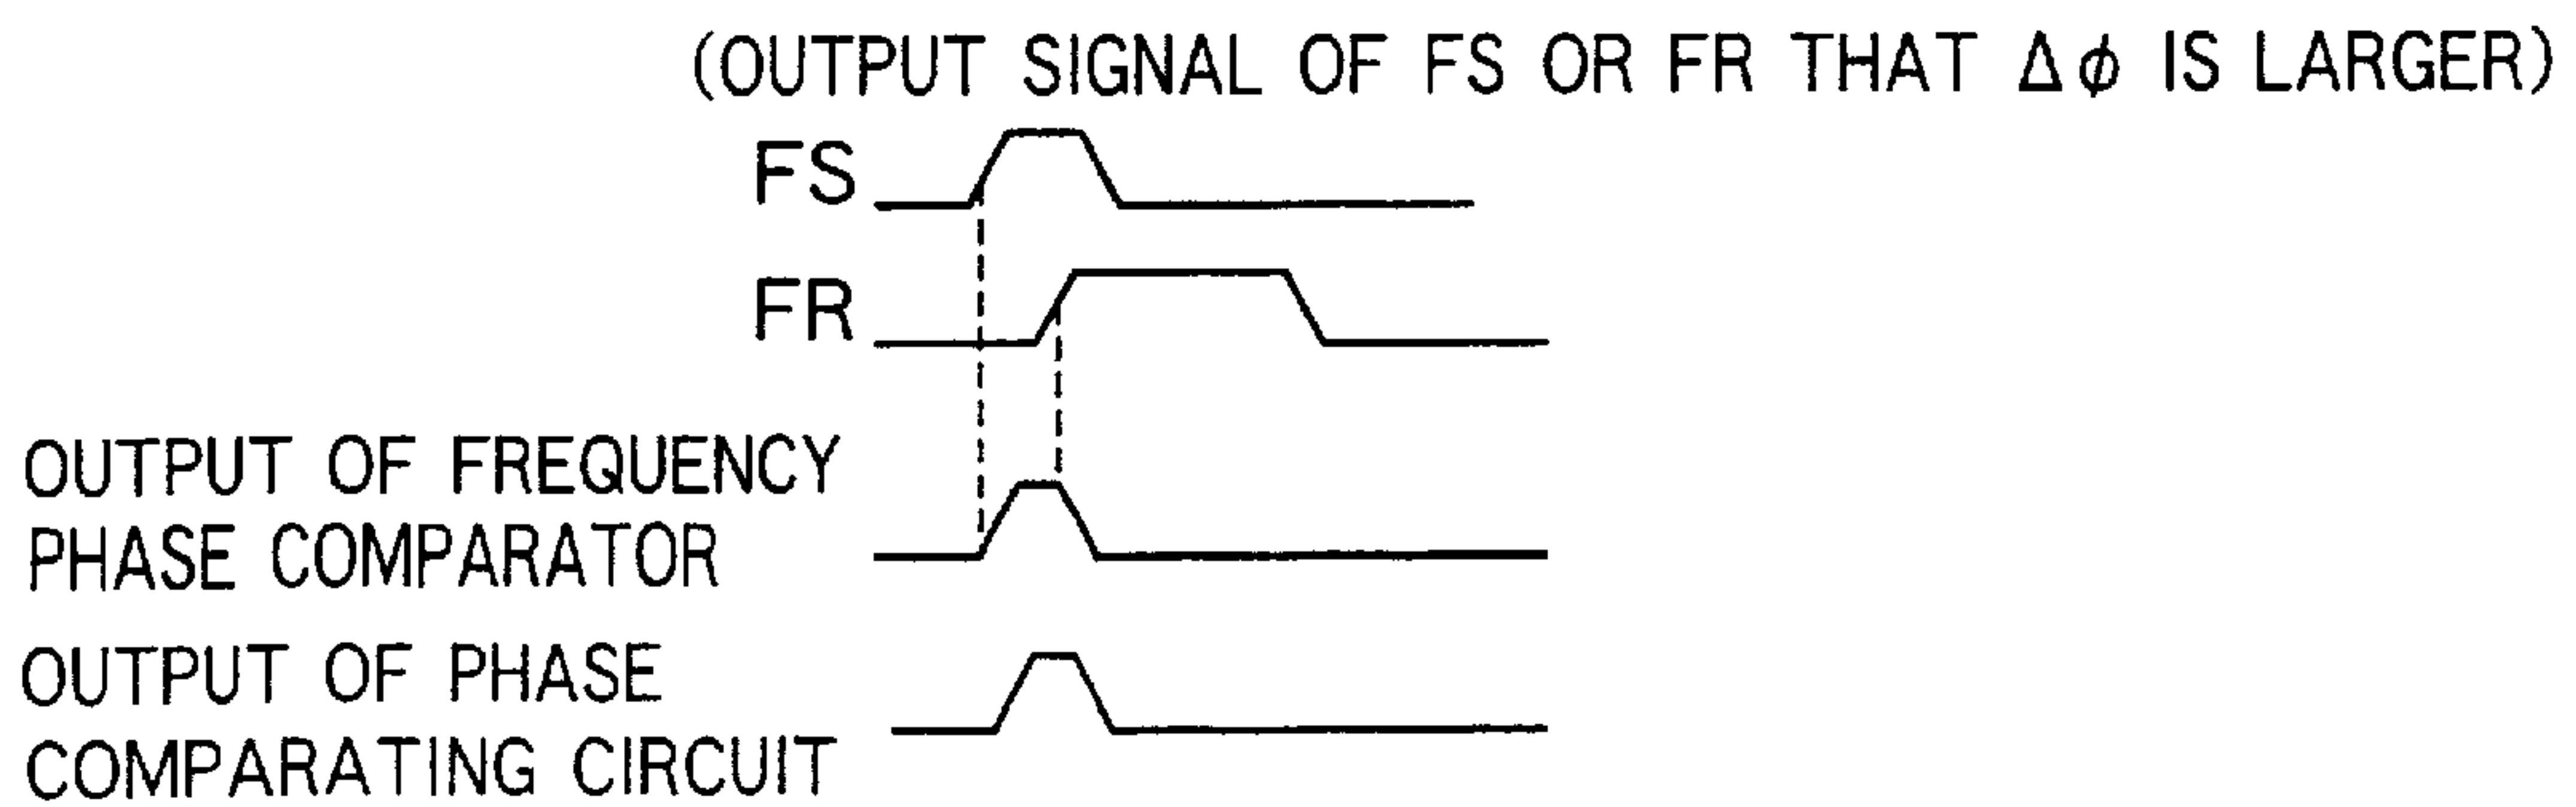 (OUTPUT SIGNAL OF FS OR FR THAT Δϕ IS LARGER)
FS
FR
OUTPUT OF FREQUENCY
PHASE COMPARATOR
OUTPUT OF PHASE
COMPARATING CIRCUIT